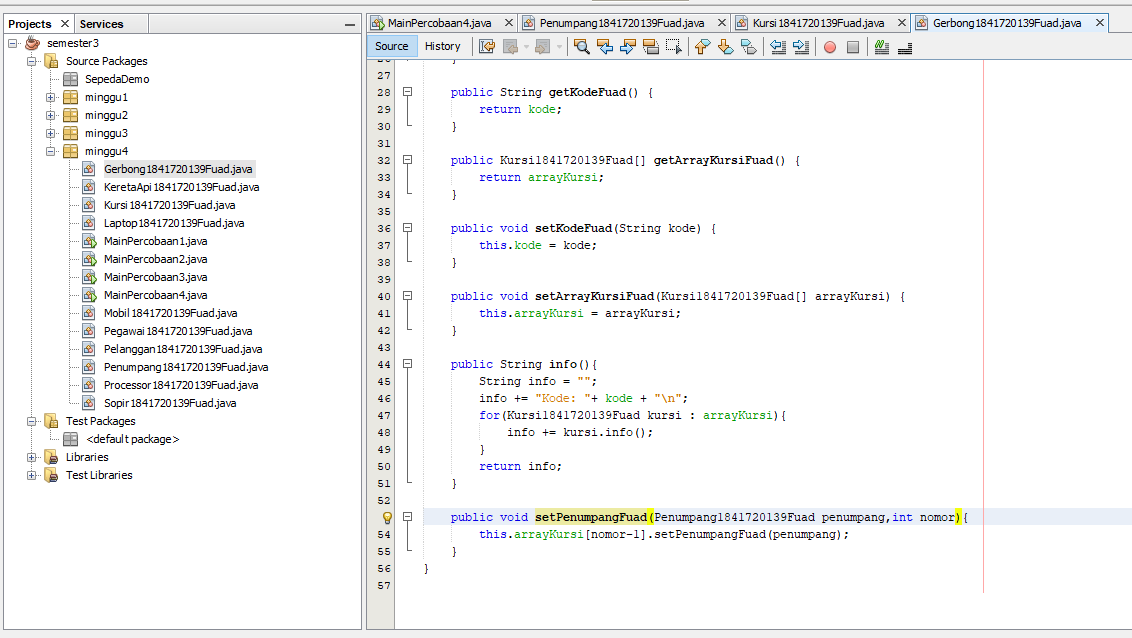 Projects
Services
semester3
Source Packages
SepedaDemo
minggu1
minggu2
minggu3
minggu4
Gerbong1841720139Fuad.java
KeretaApi1841720139Fuad.java
Kursi1841720139Fuad.java
Laptop1841720139Fuad.java
MainPercobaan1.java
MainPercobaan2.java
MainPercobaan3.java
MainPercobaan4.java
Mobil1841720139Fuad.java
Pegawai1841720139Fuad.java
Pelanggan1841720139Fuad.java
Penumpang1841720139Fuad.java
Processor1841720139Fuad.java
Sopir1841720139Fuad.java
Test Packages
<default package>
Libraries
Test Libraries
MainPercobaan4.java
Penumpang1841720139Fuad.java
Kursi1841720139Fuad.java
Gerbong1841720139Fuad.java
Source
History
27
28 public String getKodeFuad() {
29 return kode;
30 }
31
32 public Kursi1841720139Fuad[] getArrayKursiFuad() {
33 return arrayKursi;
34 }
35
36 public void setKodeFuad(String kode) {
37 this.kode = kode;
38 }
39
40 public void setArrayKursiFuad(Kursi1841720139Fuad[] arrayKursi) {
41 this.arrayKursi = arrayKursi;
42 }
43
44 public String info(){
45 String info = "";
46 info += "Kode: "+ kode + "\n";
47 for(Kursi1841720139Fuad kursi : arrayKursi){
48 info += kursi.info();
49 }
50 return info;
51 }
52
public void setPenumpangFuad(Penumpang1841720139Fuad penumpang,int nomor){
54 this.arrayKursi[nomor-1].setPenumpangFuad(penumpang);
55 }
56 }
57